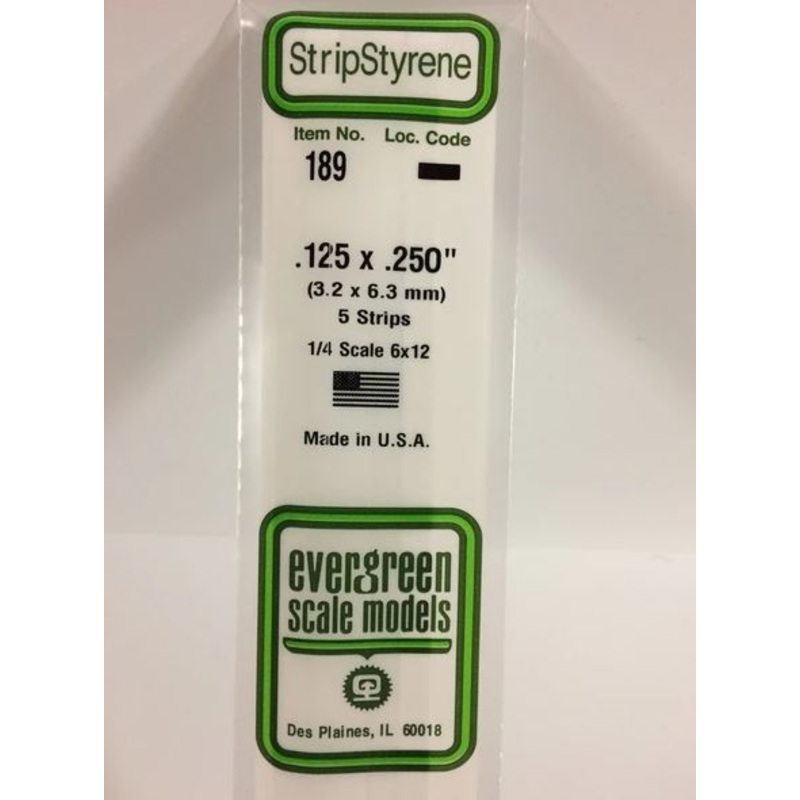 StripStyrene
Item No. Loc. Code
189
.125 x .250"
(3.2 x 6.3 mm)
5 Strips
1/4 Scale 6x12
Made in U.S.A.
evergreen
scale models
Des Plaines, IL 60018